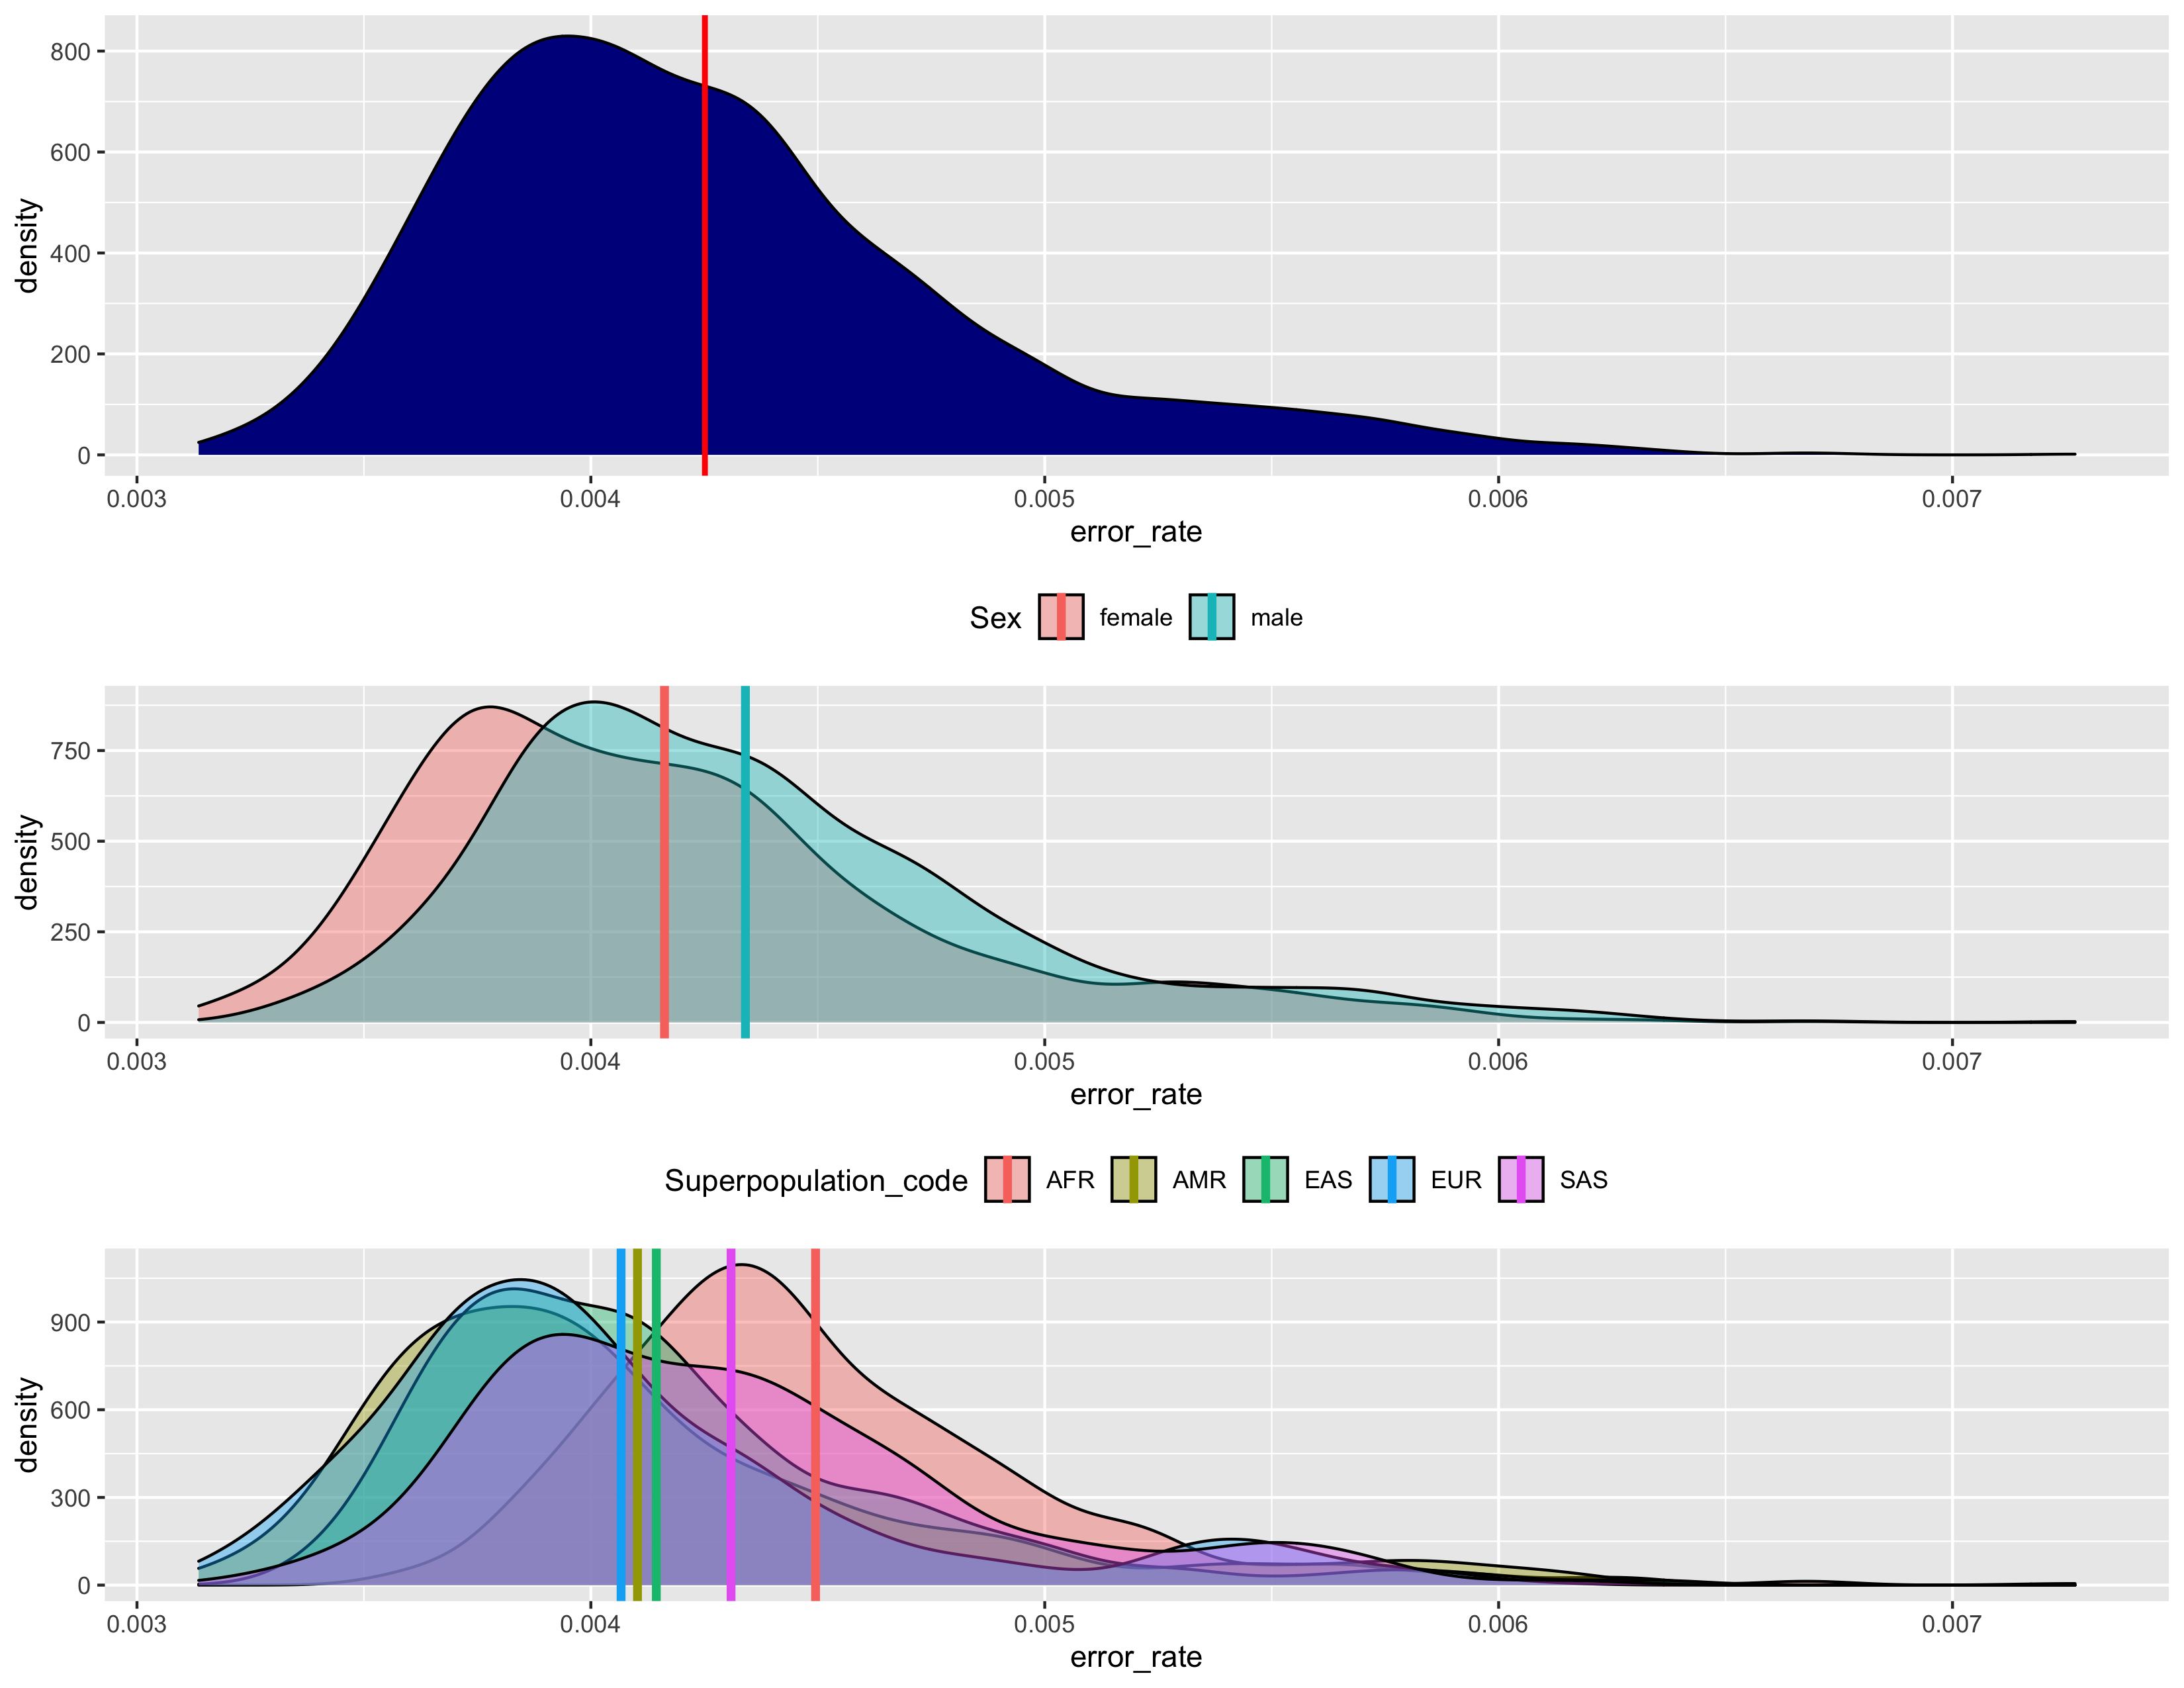 density
800
600
400
200
0
0.003 0.004 0.005 0.006 0.007
error_rate
Sex female male
density
750
500
250
0
0.003 0.004 0.005 0.006 0.007
error_rate
Superpopulation_code AFR AMR EAS EUR SAS
density
900
600
300
0
0.003 0.004 0.005 0.006 0.007
error_rate